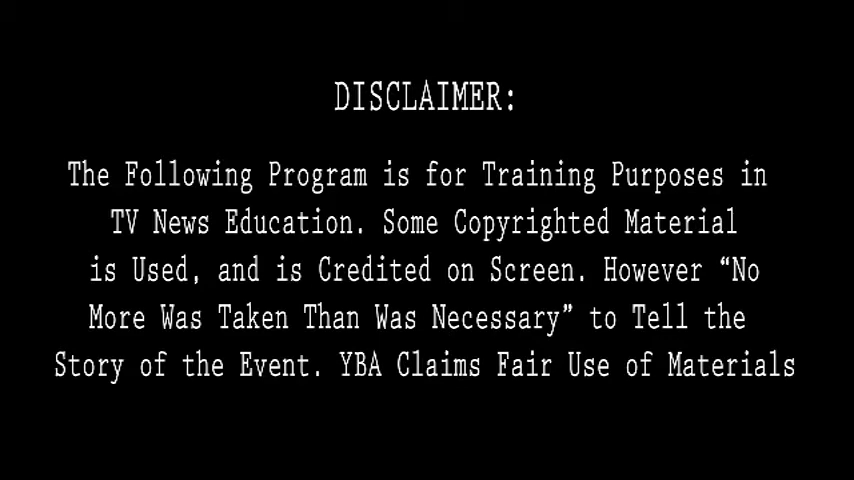 DISCLAIMER:
The Following Program is for Training Purposes in
TV News Education. Some Copyrighted Material
is Used, and is Credited on Screen. However “No
More Was Taken Than Was Necessary” to Tell the
Story of the Event. YBA Claims Fair Use of Materials